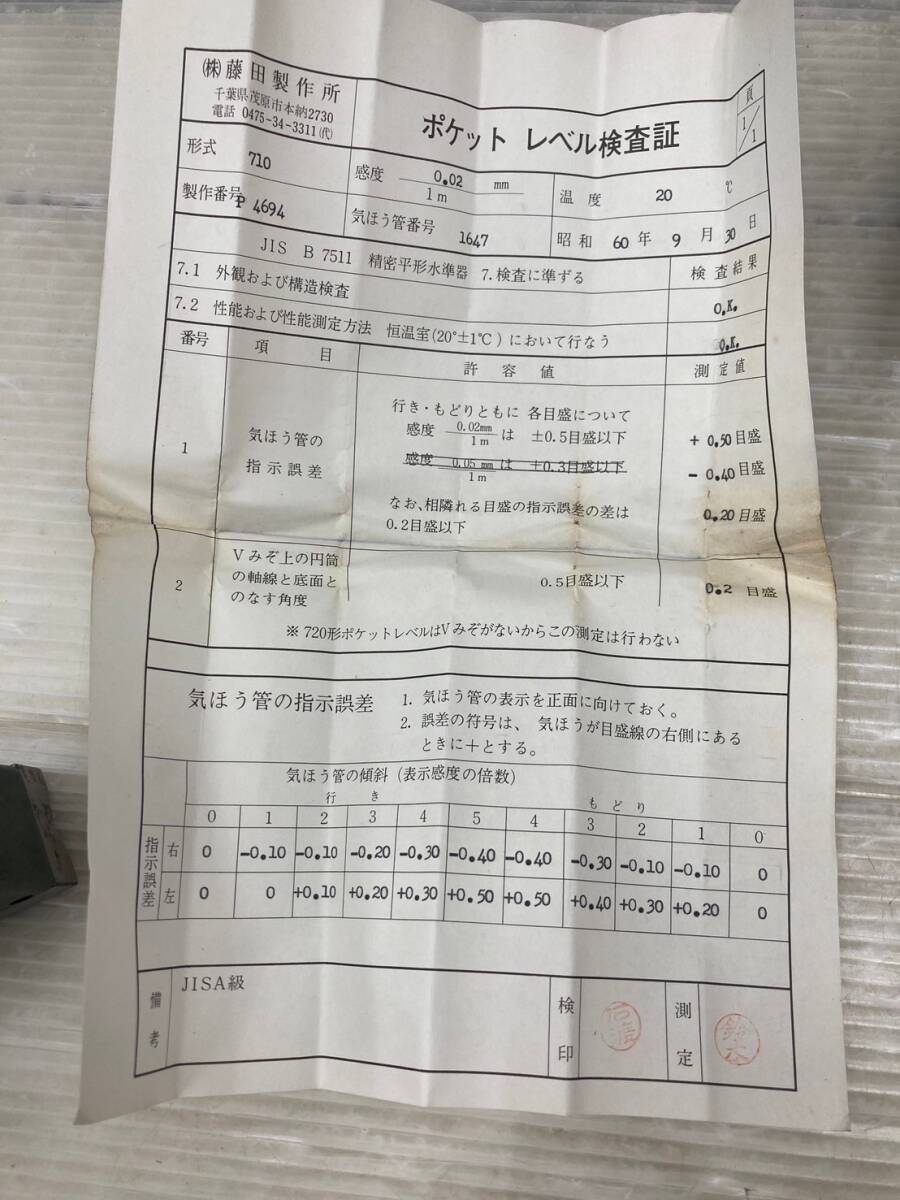 (株)藤田製作所
千葉県茂原市本納2730
電話 0475-34-3311(代)
ポケット レベル検査証
頁
1/1
形式 710
感度 0.02/1m mm
温度 20 ℃
製作番号 P 4694
気ほう管番号 1647
昭和 60年 9月 30日
JIS B 7511 精密平形水準器 7.検査に準ずる
検査結果
7.1 外観および構造検査
O.K.
7.2 性能および性能測定方法 恒温室(20°±1℃)において行なう
O.K.
番号 項目 許容値 測定値
1
気ほう管の
指示誤差
行き・もどりともに 各目盛について
感度 0.02mm/1m は ±0.5目盛以下
感度 0.05mm/1m は ±0.3目盛以下
なお、相隣れる目盛の指示誤差の差は
0.2目盛以下
+ 0.50目盛
- 0.40目盛
0.20目盛
2
Vみぞ上の円筒
の軸線と底面と
のなす角度
0.5目盛以下
0.2 目盛
※ 720形ポケットレベルはVみぞがないからこの測定は行わない
気ほう管の指示誤差
1. 気ほう管の表示を正面に向けておく。
2. 誤差の符号は、気ほうが目盛線の右側にある
ときに+とする。
気ほう管の傾斜(表示感度の倍数)
行き もどり
0 1 2 3 4 5 4 3 2 1 0
指示誤差
右 0 -0.10 -0.10 -0.20 -0.30 -0.40 -0.40 -0.30 -0.10 -0.10 0
左 0 0 +0.10 +0.20 +0.30 +0.50 +0.50 +0.40 +0.30 +0.20 0
備考
JISA級
検印
測定
鈴木